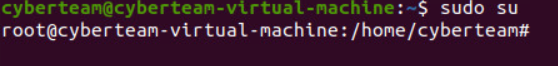 cyberteam@cyberteam-virtual-machine:~$ sudo su
root@cyberteam-virtual-machine:/home/cyberteam#